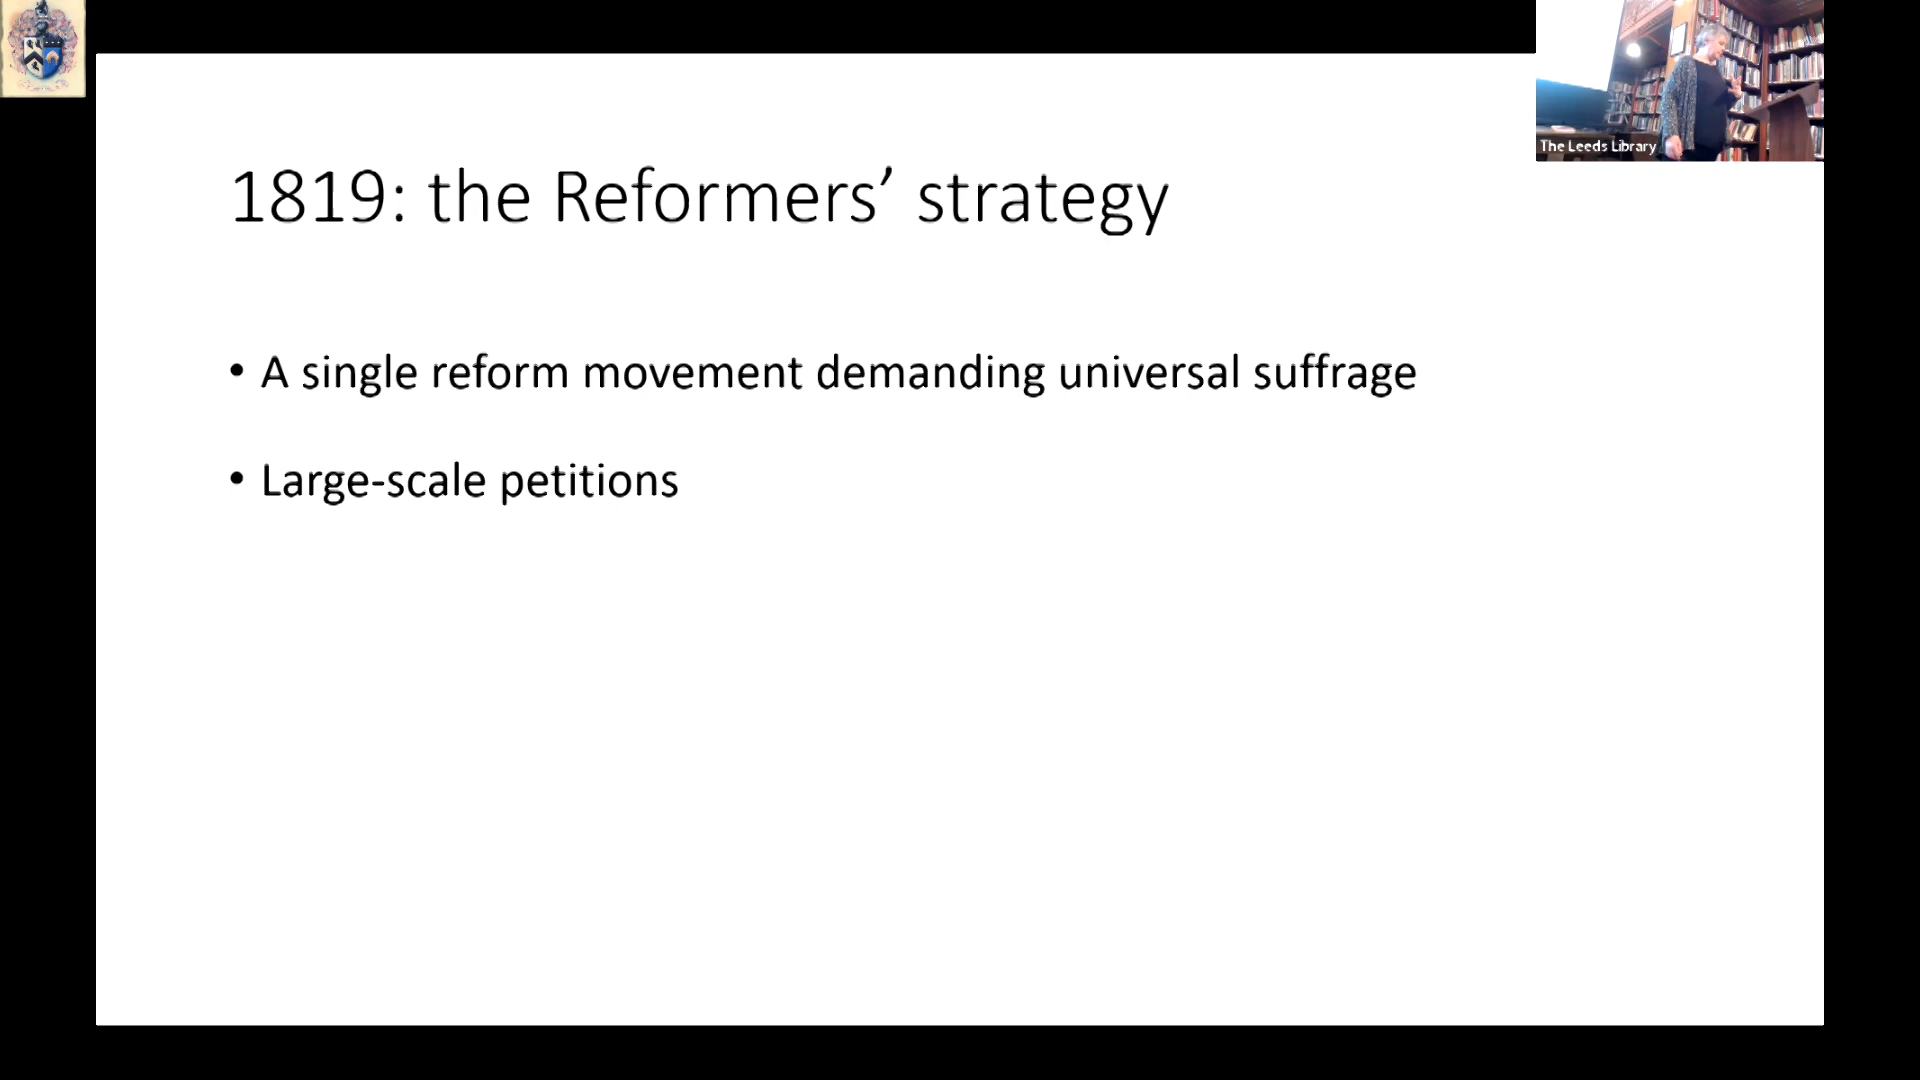 The Leeds Library
1819: the Reformers’ strategy
• A single reform movement demanding universal suffrage
• Large-scale petitions